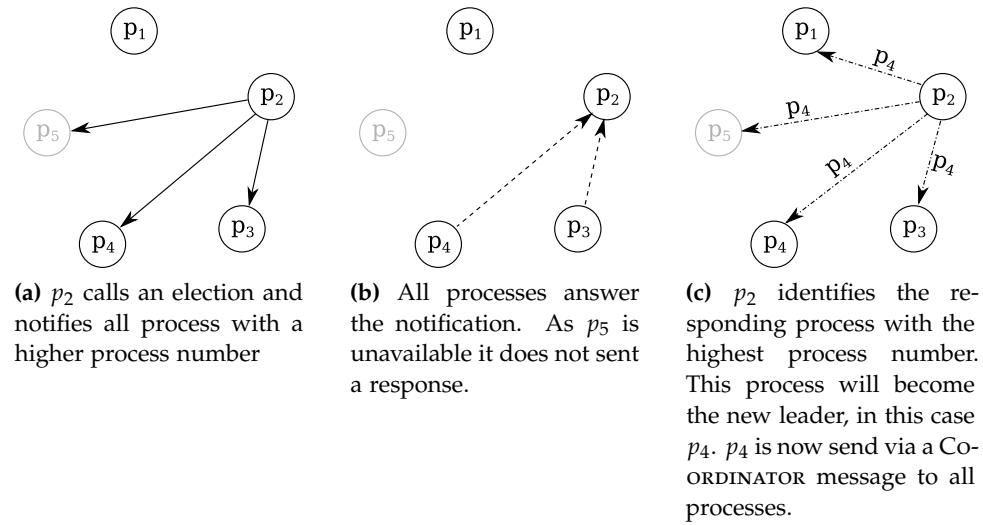 p1
p2
p5
p4
p3
(a) p2 calls an election and
notifies all process with a
higher process number
p1
p2
p5
p4
p3
(b) All processes answer
the notification. As p5 is
unavailable it does not sent
a response.
p1
p4
p2
p4
p5
p4
p4
p3
p4
(c) p2 identifies the re-
sponding process with the
highest process number.
This process will become
the new leader, in this case
p4. p4 is now send via a Co-
ORDINATOR message to all
processes.